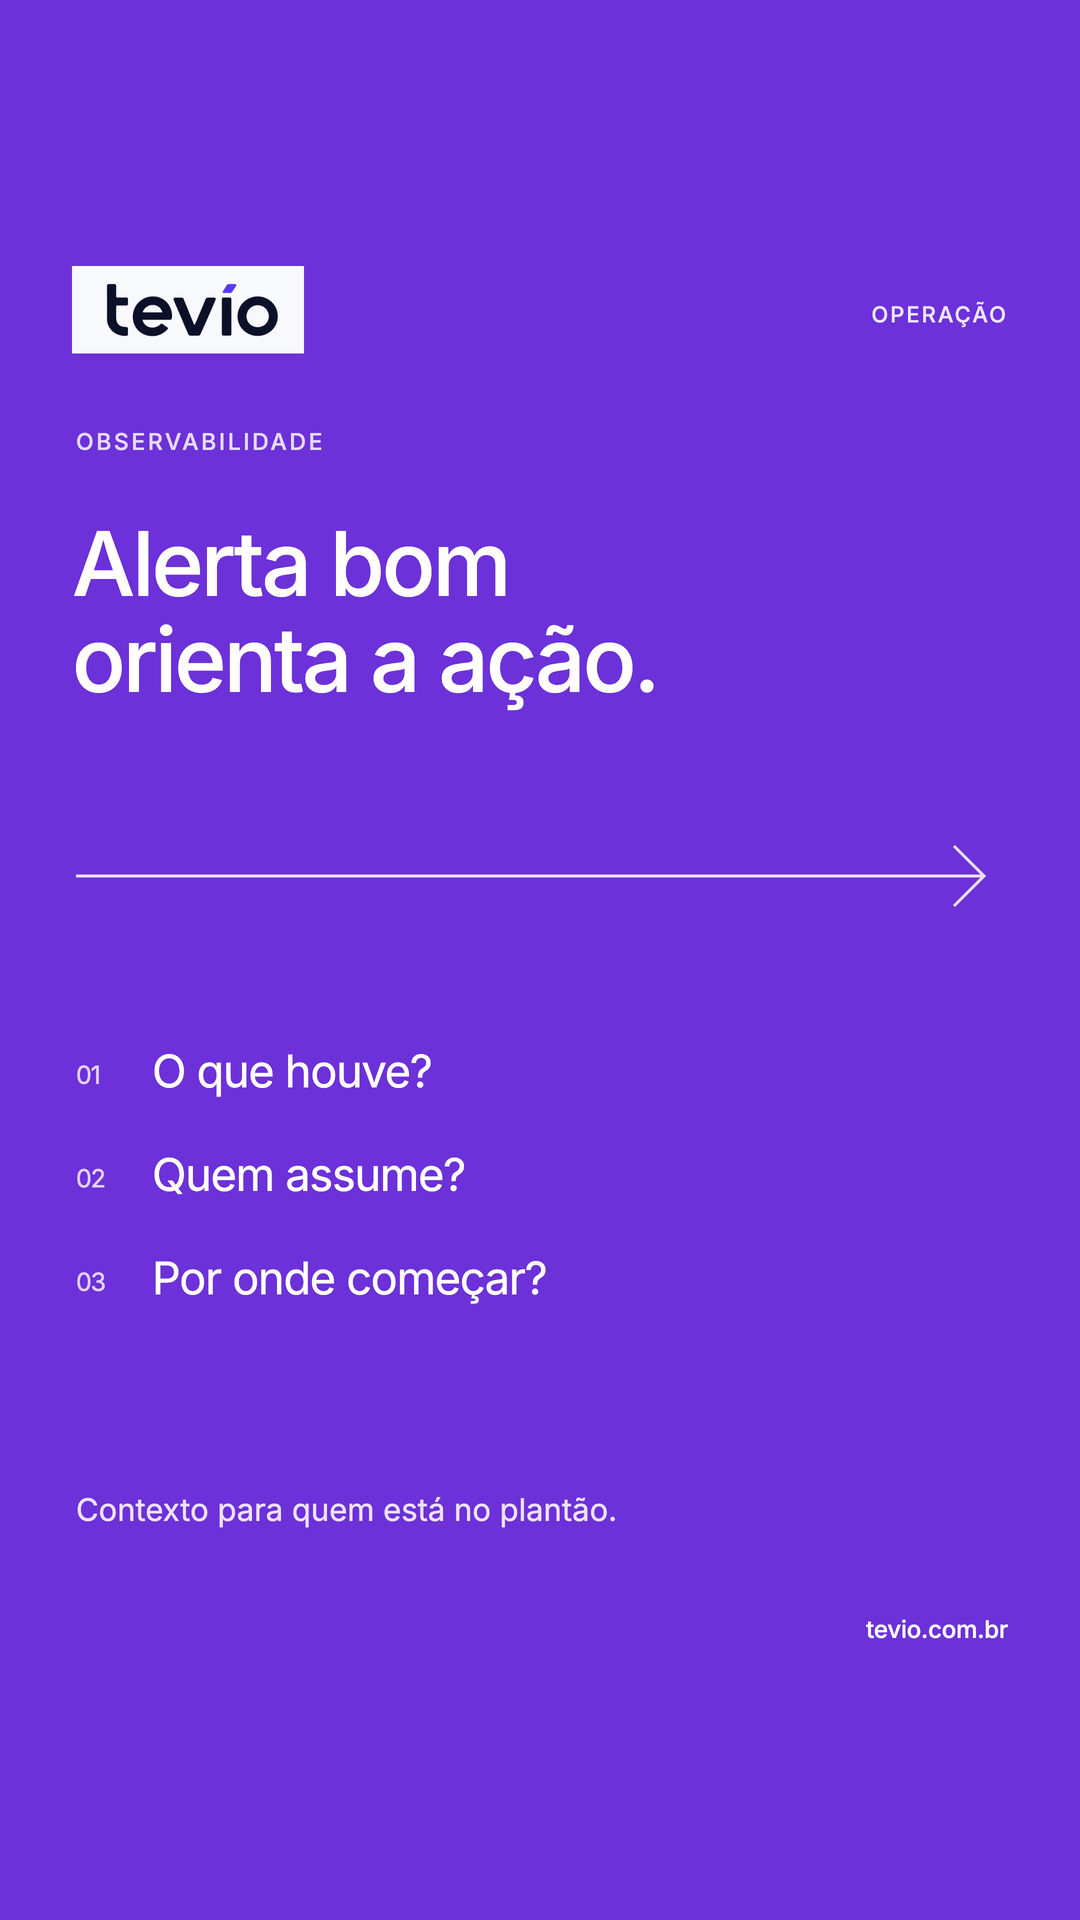 tevío
OPERAÇÃO
OBSERVABILIDADE
Alerta bom
orienta a ação.
01 O que houve?
02 Quem assume?
03 Por onde começar?
Contexto para quem está no plantão.
tevio.com.br